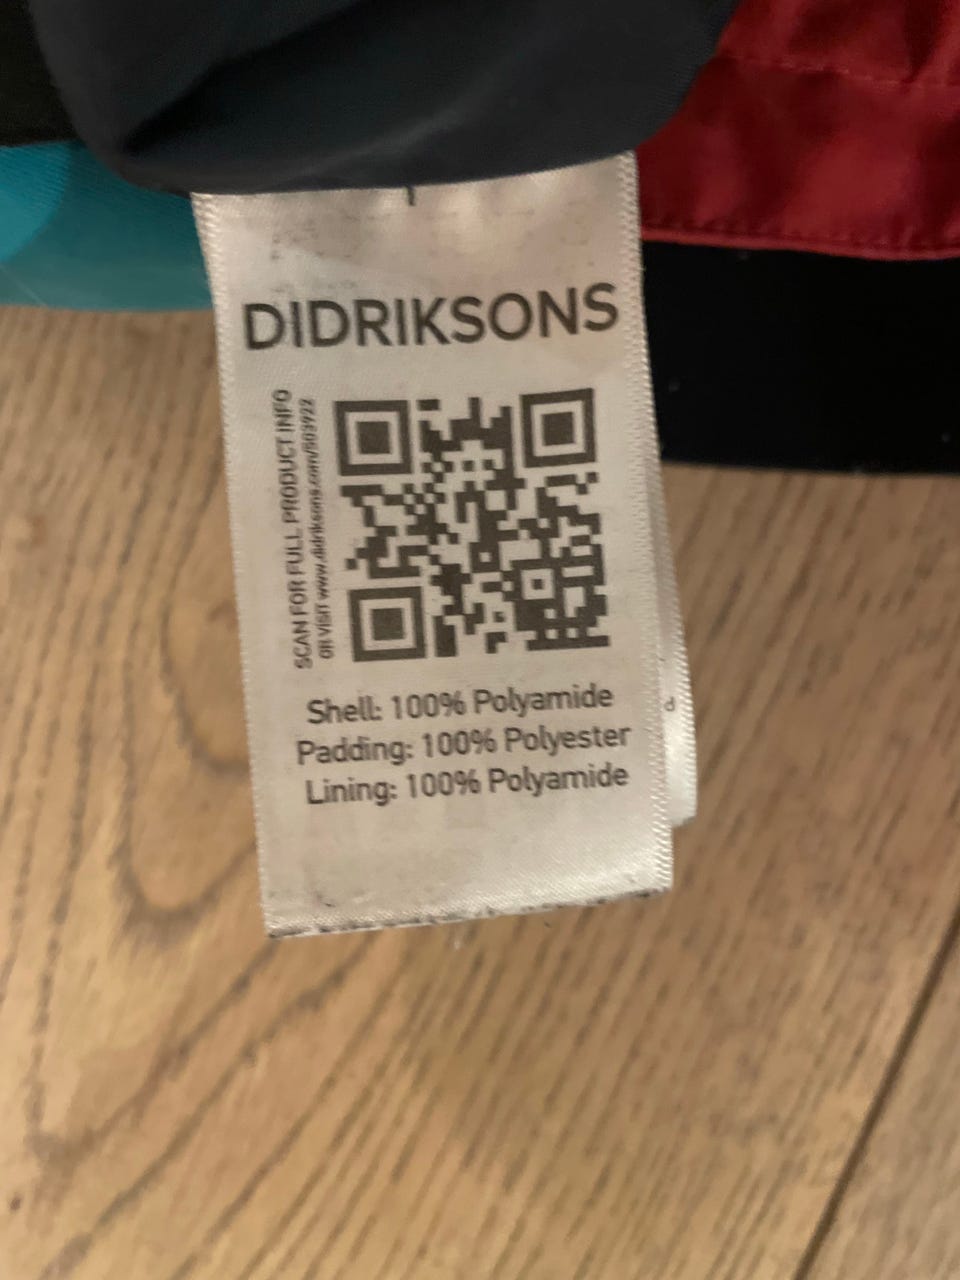 DIDRIKSONS
SCAN FOR FULL PRODUCT INFO
OR VISIT www.didriksons.com/503922
Shell: 100% Polyamide
Padding: 100% Polyester
Lining: 100% Polyamide